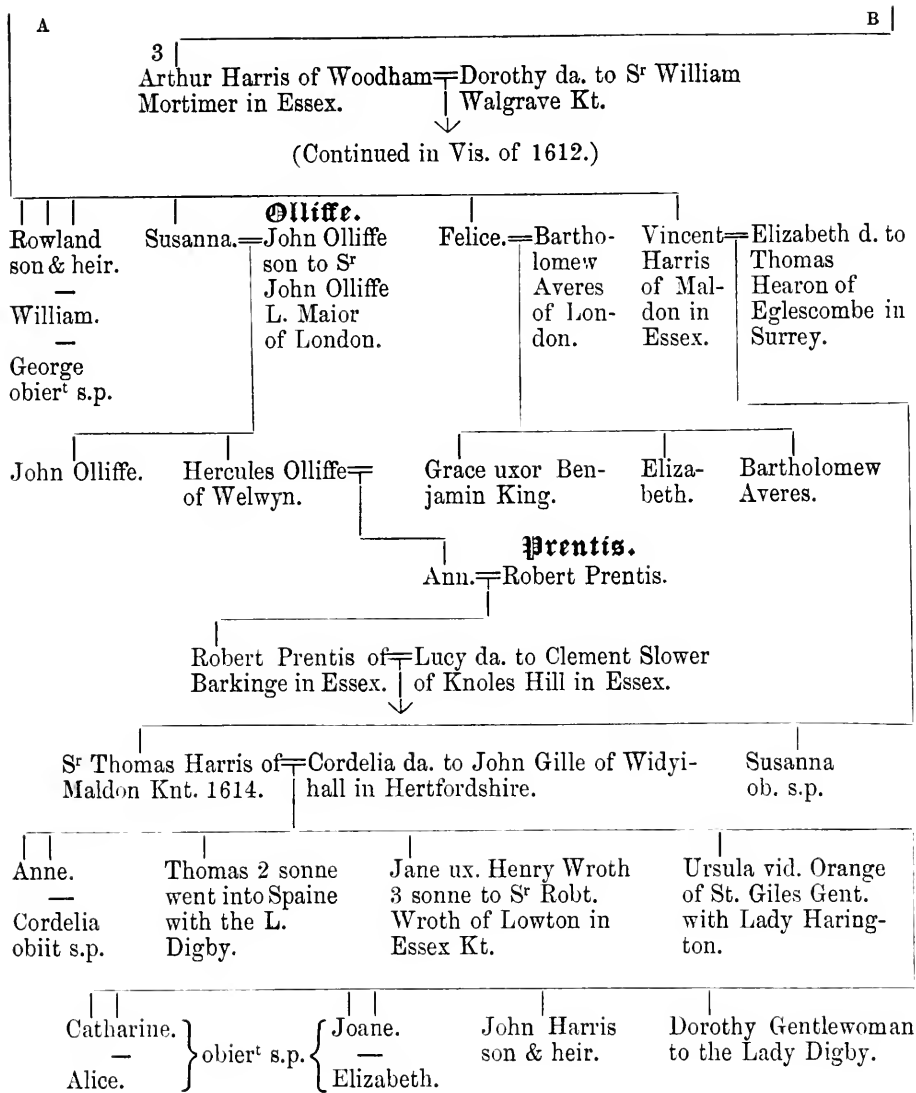 A
B
3
Arthur Harris of Woodham
Mortimer in Essex.
Dorothy da. to Sʳ William
Walgrave Kt.
(Continued in Vis. of 1612.)
Rowland
son & heir.
—
William.
—
George
obierᵗ s.p.
Susanna.
Olliffe.
John Olliffe
son to Sʳ
John Olliffe
L. Maior
of London.
Felice.
Bartho-
lomew
Averes
of Lon-
don.
Vincent
Harris
of Mal-
don in
Essex.
Elizabeth d. to
Thomas
Hearon of
Eglescombe in
Surrey.
John Olliffe.
Hercules Olliffe
of Welwyn.
Grace uxor Ben-
jamin King.
Eliza-
beth.
Bartholomew
Averes.
Prentis.
Ann.
Robert Prentis.
Robert Prentis of
Barkinge in Essex.
Lucy da. to Clement Slower
of Knoles Hill in Essex.
Sʳ Thomas Harris of
Maldon Knt. 1614.
Cordelia da. to John Gille of Widyi-
hall in Hertfordshire.
Susanna
ob. s.p.
Anne.
—
Cordelia
obiit s.p.
Thomas 2 sonne
went into Spaine
with the L.
Digby.
Jane ux. Henry Wroth
3 sonne to Sʳ Robt.
Wroth of Lowton in
Essex Kt.
Ursula vid. Orange
of St. Giles Gent.
with Lady Haring-
ton.
Catharine.
—
Alice.
obierᵗ s.p.
Joane.
—
Elizabeth.
John Harris
son & heir.
Dorothy Gentlewoman
to the Lady Digby.